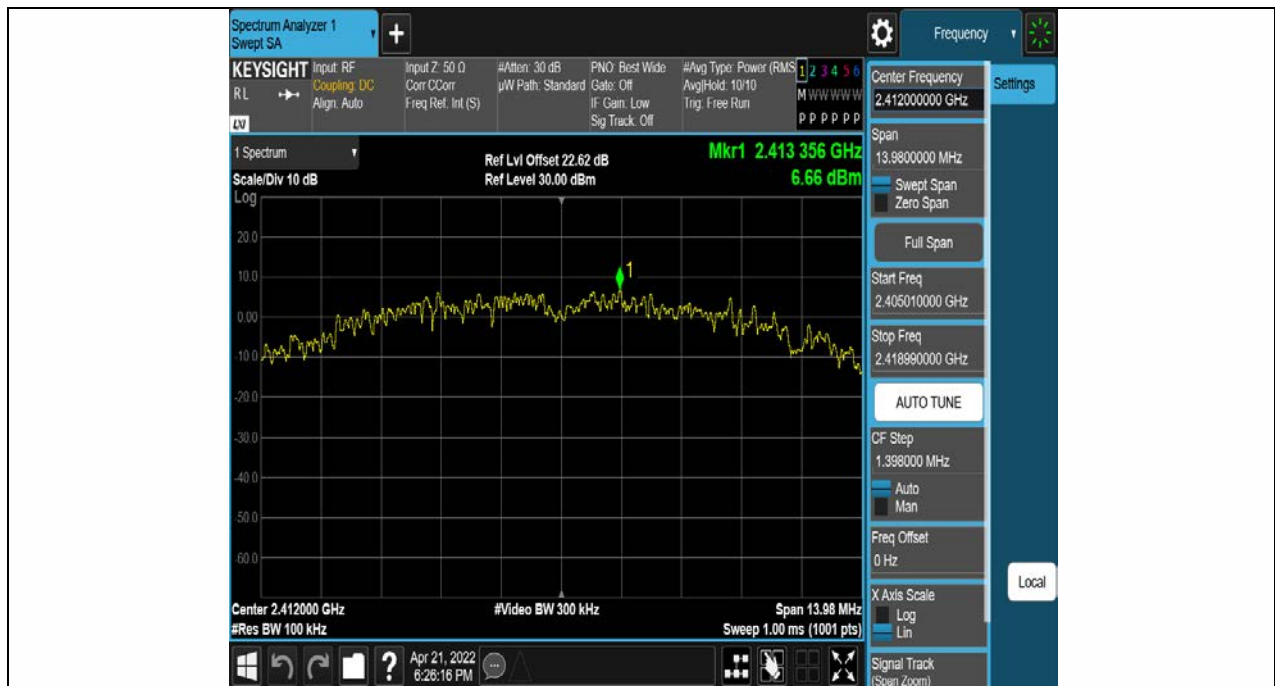 Spectrum Analyzer 1
Swept SA
+
Frequency
KEYSIGHT
RL
LXI
Input: RF
Coupling: DC
Align: Auto
Input Z: 50 Ω
Corr CCorr
Freq Ref: Int (S)
#Atten: 30 dB
µW Path: Standard
PNO: Best Wide
Gate: Off
IF Gain: Low
Sig Track: Off
#Avg Type: Power (RMS
Avg|Hold: 10/10
Trig: Free Run
1 2 3 4 5 6
M W W W W W
P P P P P P
1 Spectrum
Scale/Div 10 dB
Log
Ref Lvl Offset 22.62 dB
Ref Level 30.00 dBm
Mkr1 2.413 356 GHz
6.66 dBm
20.0
10.0
0.00
-10.0
-20.0
-30.0
-40.0
-50.0
-60.0
1
Center 2.412000 GHz
#Res BW 100 kHz
#Video BW 300 kHz
Span 13.98 MHz
Sweep 1.00 ms (1001 pts)
?
Apr 21, 2022
6:26:16 PM
Center Frequency
2.412000000 GHz
Span
13.9800000 MHz
Swept Span
Zero Span
Full Span
Start Freq
2.405010000 GHz
Stop Freq
2.418990000 GHz
AUTO TUNE
CF Step
1.398000 MHz
Auto
Man
Freq Offset
0 Hz
X Axis Scale
Log
Lin
Signal Track
(Span Zoom)
Settings
Local